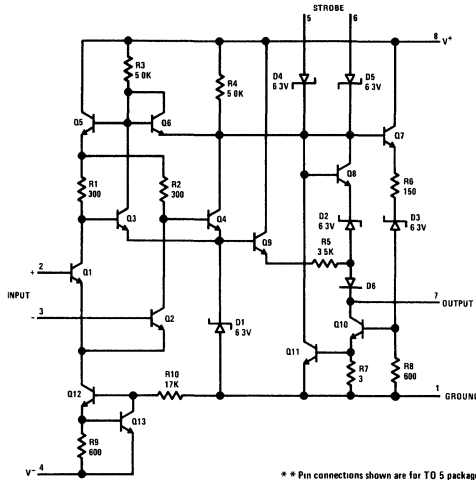 STROBE
5 6
8 V+
R3
5 0K
R4
5 0K
D4
6 3V
D5
6 3V
Q5
Q6
Q7
Q8
R1
300
R2
300
R6
150
Q3
Q4
D2
6 3V
D3
6 3V
Q9
R5
3 5K
+ 2
Q1
D6
INPUT
7
OUTPUT
- 3
Q2
D1
6 3V
Q10
Q11
R7
3
R8
600
R10
17K
1
GROUND
Q12
Q13
R9
600
V- 4
* * Pin connections shown are for TO 5 package